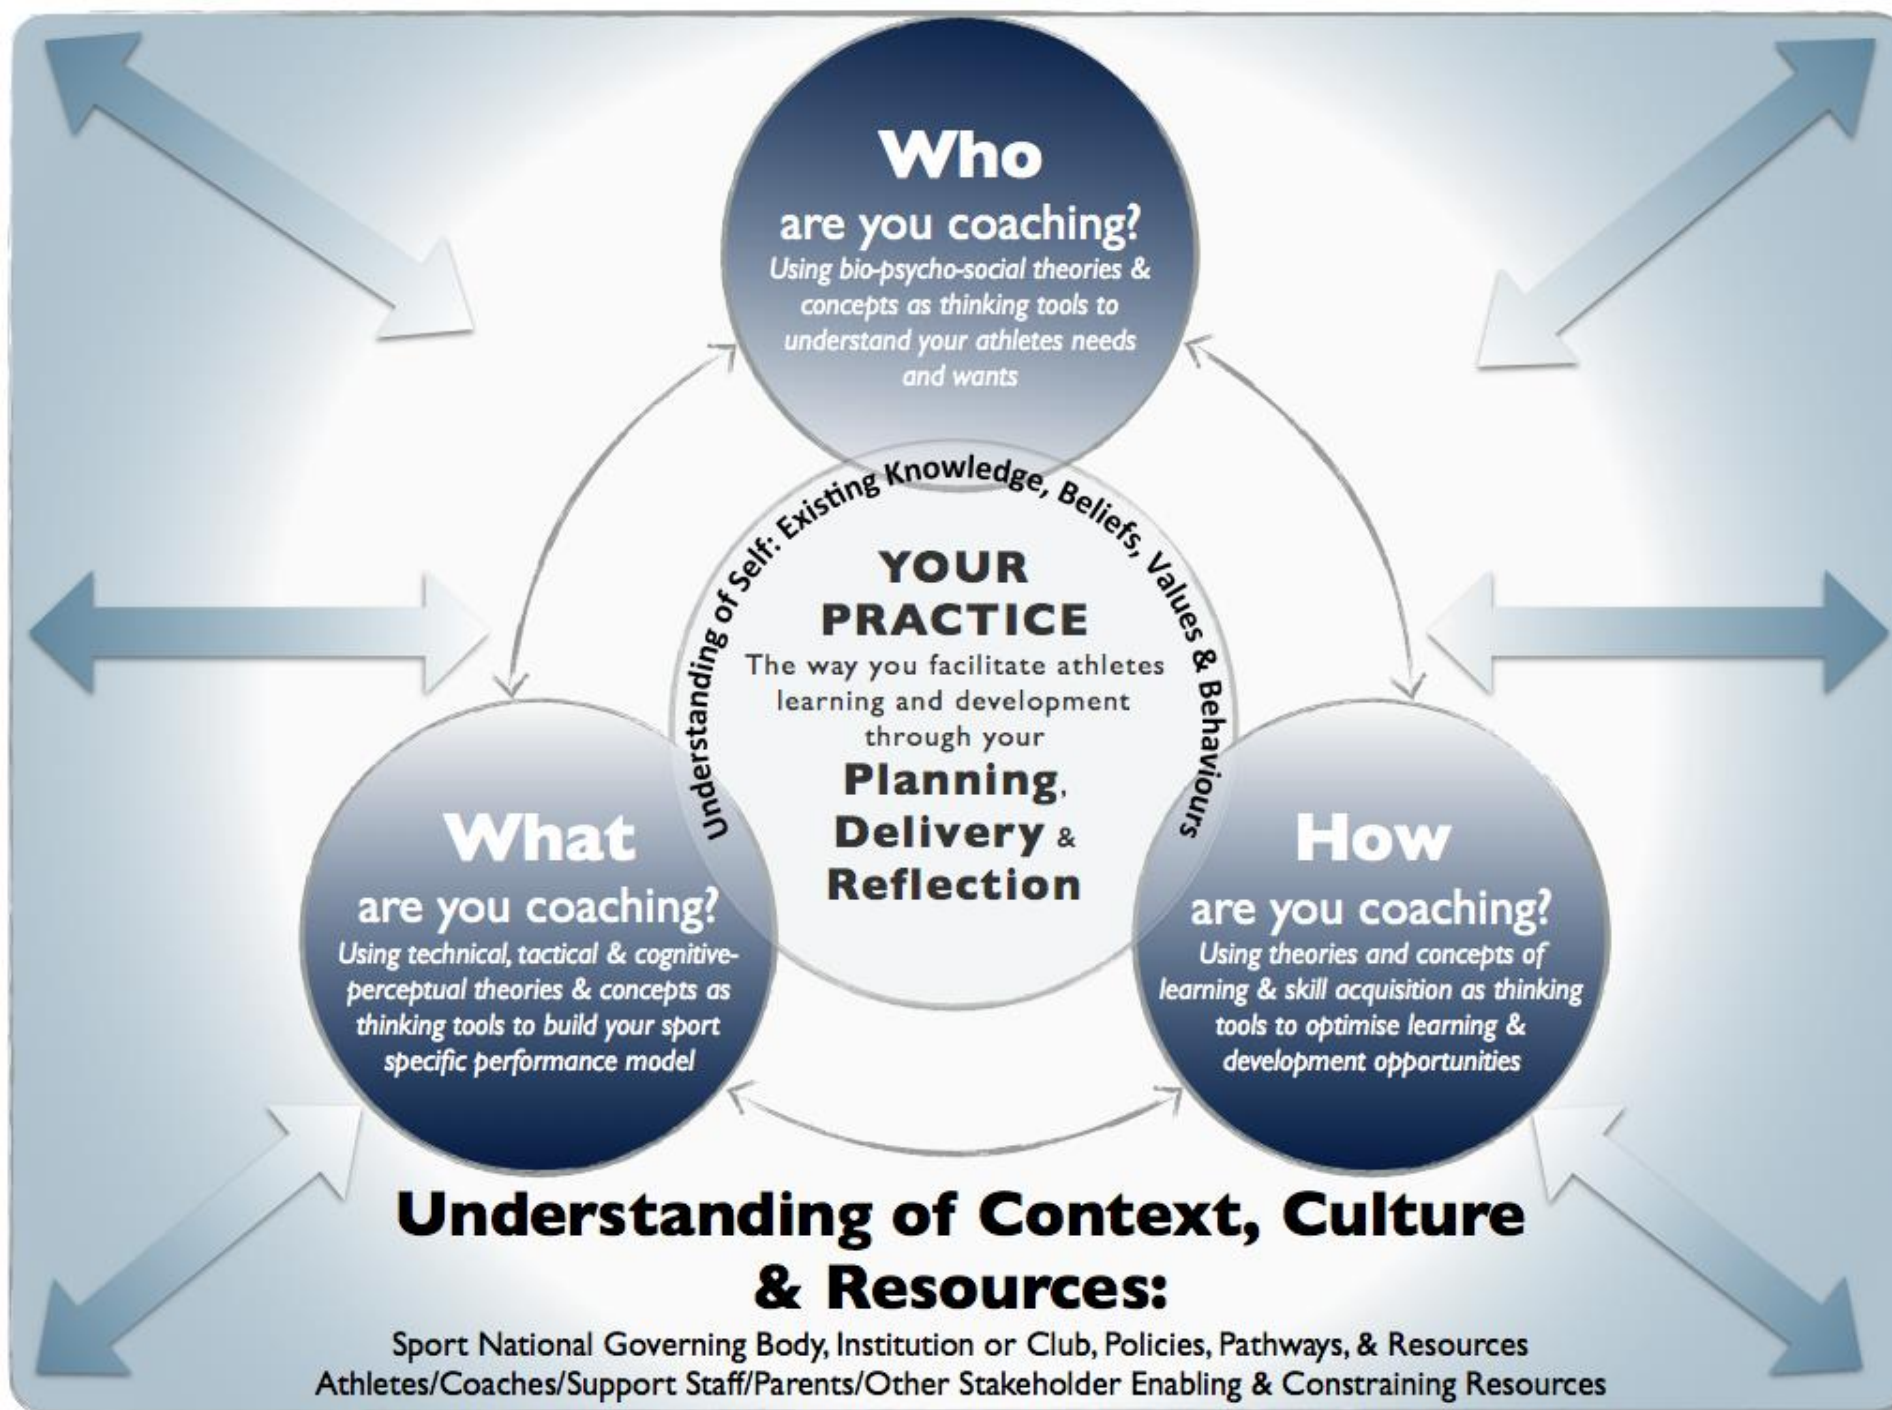 Who
are you coaching?
Using bio-psycho-social theories &
concepts as thinking tools to
understand your athletes needs
and wants
Understanding of Self: Existing Knowledge, Beliefs, Values & Behaviours
YOUR
PRACTICE
The way you facilitate athletes
learning and development
through your
Planning,
Delivery &
Reflection
What
are you coaching?
Using technical, tactical & cognitive-
perceptual theories & concepts as
thinking tools to build your sport
specific performance model
How
are you coaching?
Using theories and concepts of
learning & skill acquisition as thinking
tools to optimise learning &
development opportunities
Understanding of Context, Culture
& Resources:
Sport National Governing Body, Institution or Club, Policies, Pathways, & Resources
Athletes/Coaches/Support Staff/Parents/Other Stakeholder Enabling & Constraining Resources